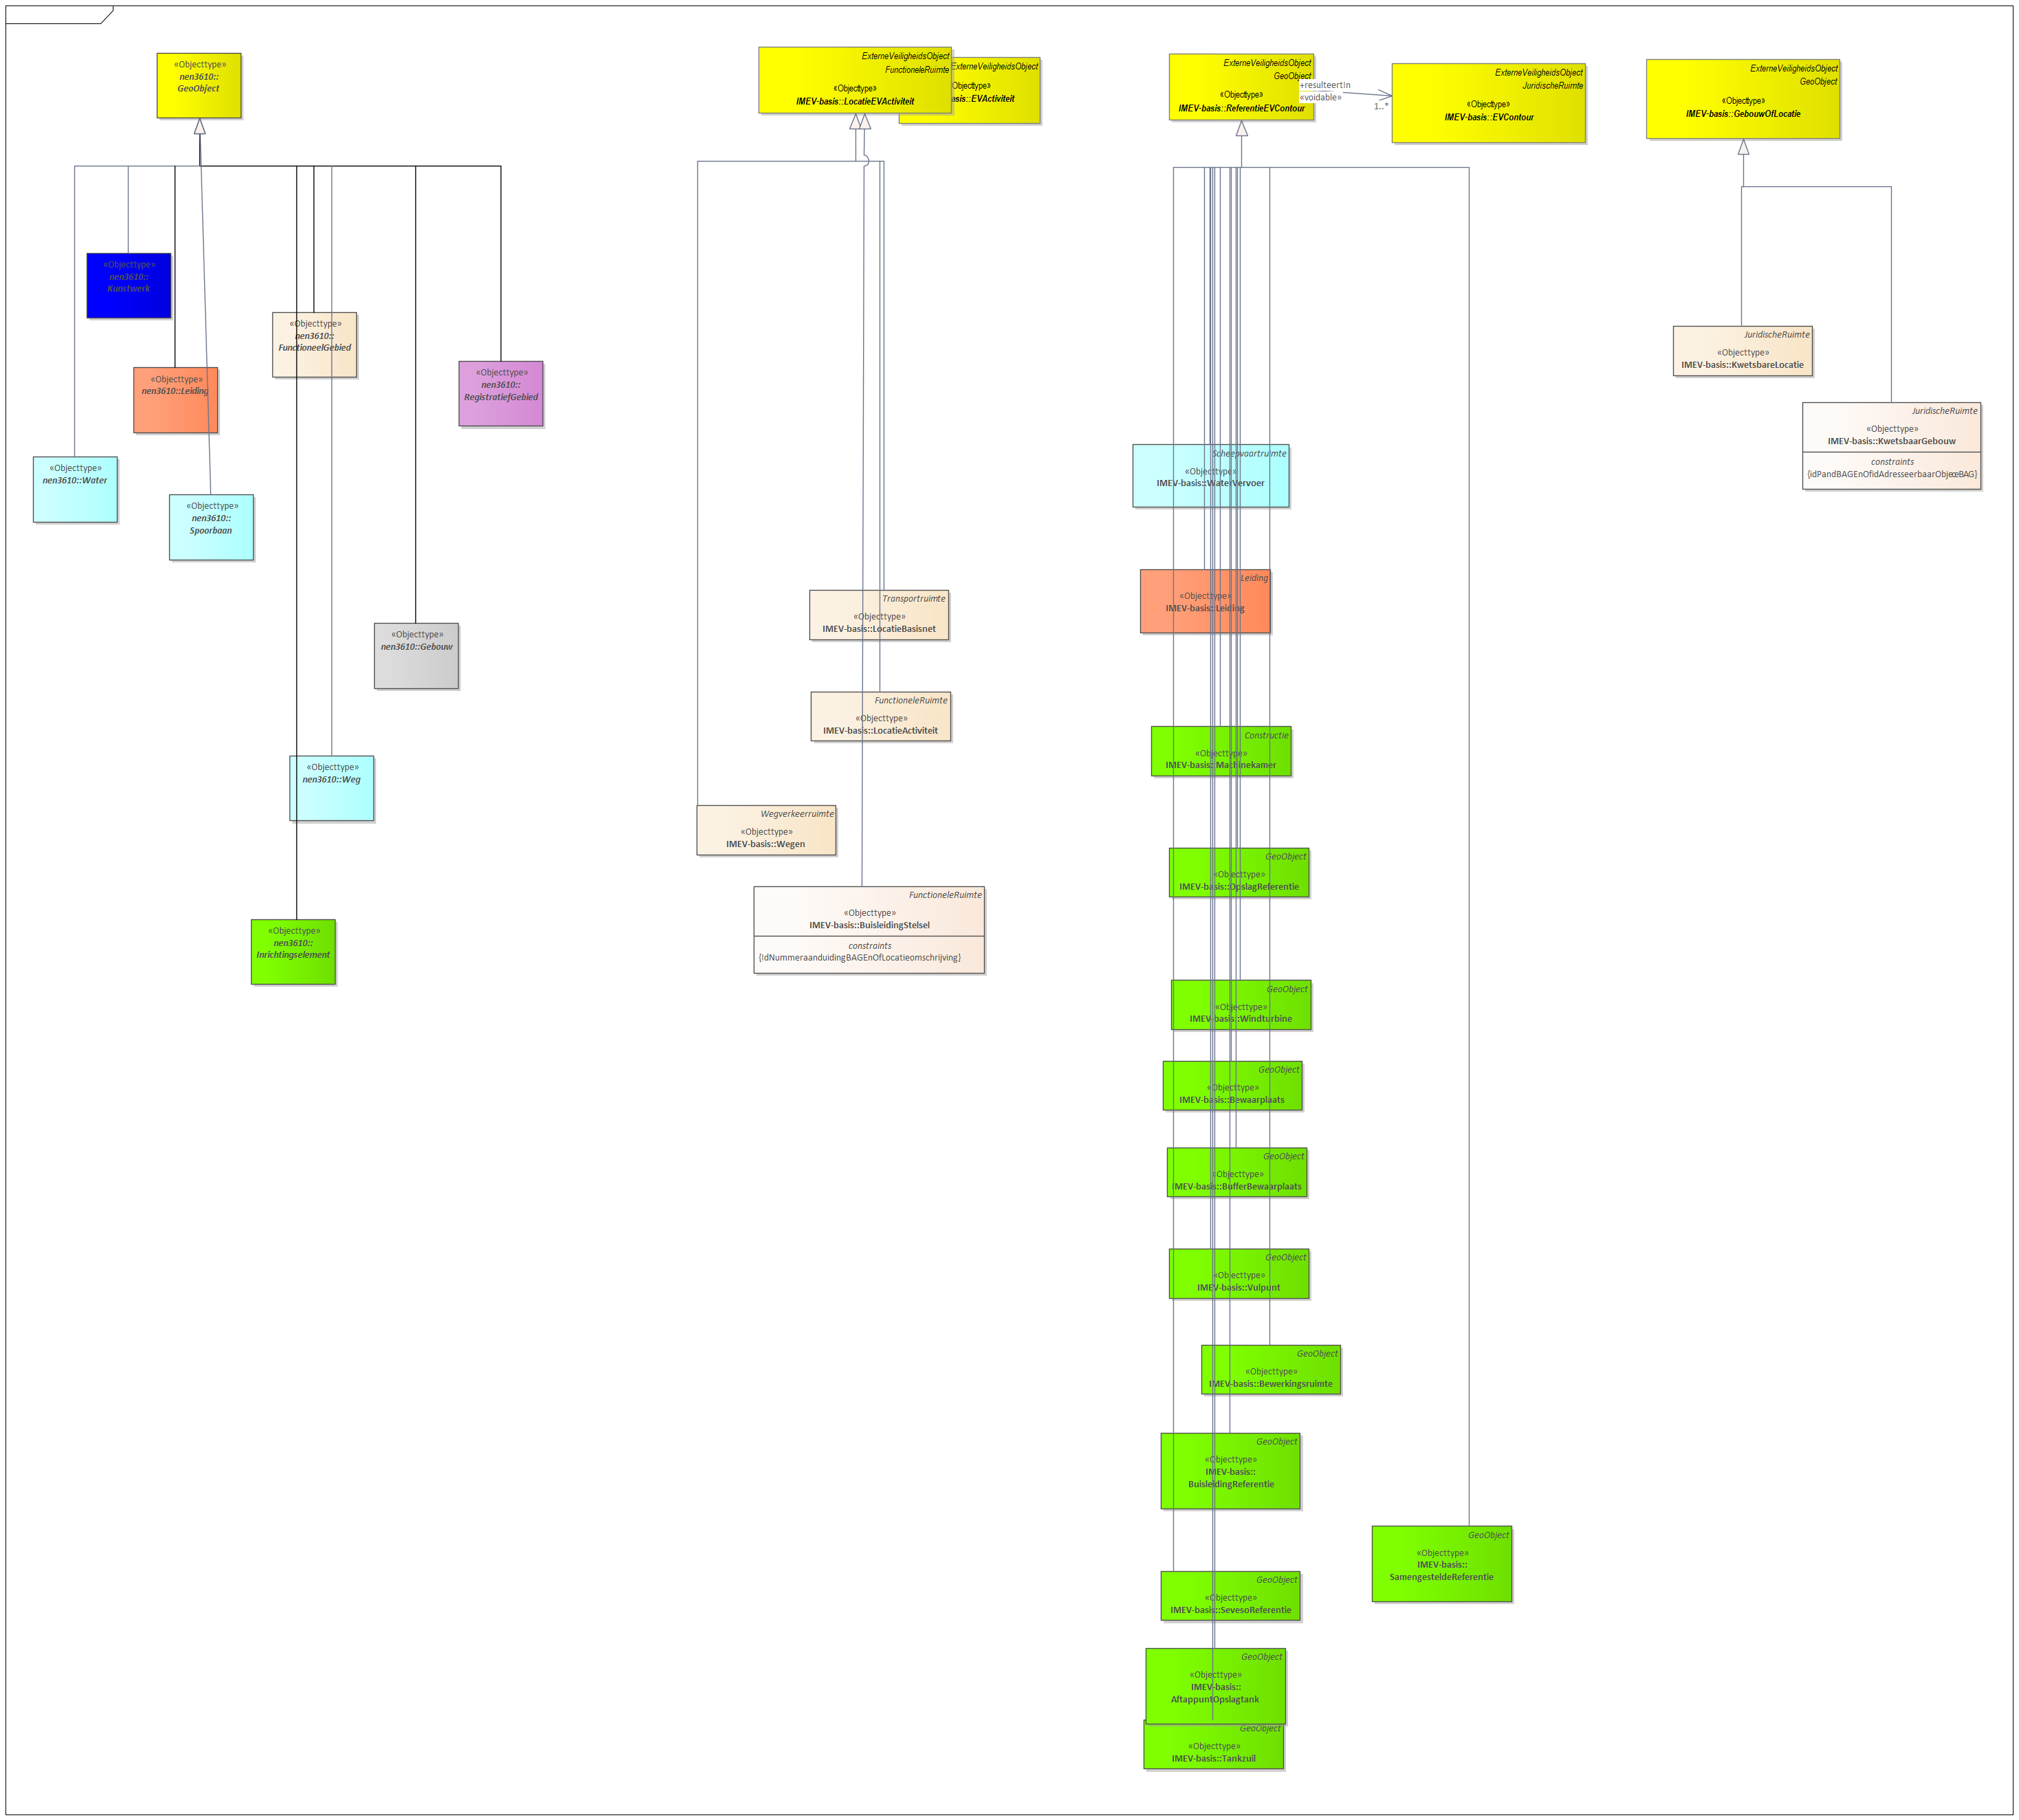 «Objecttype»
nen3610::
GeoObject
«Objecttype»
nen3610::
Kunstwerk
«Objecttype»
nen3610::
FunctioneelGebied
«Objecttype»
nen3610::Leiding
«Objecttype»
nen3610::
RegistratiefGebied
«Objecttype»
nen3610::Water
«Objecttype»
nen3610::
Spoorbaan
«Objecttype»
nen3610::Gebouw
«Objecttype»
nen3610::Weg
«Objecttype»
nen3610::
Inrichtingselement
ExterneVeiligheidsObject
FunctioneleRuimte
«Objecttype»
IMEV-basis::LocatieEVActiviteit
ExterneVeiligheidsObject
Objecttype»
asis::EVActiviteit
Transportruimte
«Objecttype»
IMEV-basis::LocatieBasisnet
FunctioneleRuimte
«Objecttype»
IMEV-basis::LocatieActiviteit
Wegverkeerruimte
«Objecttype»
IMEV-basis::Wegen
FunctioneleRuimte
«Objecttype»
IMEV-basis::BuisleidingStelsel
constraints
{IdNummeraanduidingBAGEnOfLocatieomschrijving}
ExterneVeiligheidsObject
GeoObject
«Objecttype»
IMEV-basis::ReferentieEVContour
+resulteertIn
«voidable»
1..*
ExterneVeiligheidsObject
JuridischeRuimte
«Objecttype»
IMEV-basis::EVContour
Scheepvaartruimte
«Objecttype»
IMEV-basis::WaterVervoer
Leiding
«Objecttype»
IMEV-basis::Leiding
Constructie
«Objecttype»
IMEV-basis::Machinekamer
GeoObject
«Objecttype»
IMEV-basis::OpslagReferentie
GeoObject
«Objecttype»
IMEV-basis::Windturbine
GeoObject
«Objecttype»
IMEV-basis::Bewaarplaats
GeoObject
«Objecttype»
IMEV-basis::BufferBewaarplaats
GeoObject
«Objecttype»
IMEV-basis::Vulpunt
GeoObject
«Objecttype»
IMEV-basis::Bewerkingsruimte
GeoObject
«Objecttype»
IMEV-basis::
BuisleidingReferentie
GeoObject
«Objecttype»
IMEV-basis::
SamengesteldeReferentie
GeoObject
«Objecttype»
IMEV-basis::SevesoReferentie
GeoObject
«Objecttype»
IMEV-basis::
AftappuntOpslagtank
GeoObject
«Objecttype»
IMEV-basis::Tankzuil
ExterneVeiligheidsObject
GeoObject
«Objecttype»
IMEV-basis::GebouwOfLocatie
JuridischeRuimte
«Objecttype»
IMEV-basis::KwetsbareLocatie
JuridischeRuimte
«Objecttype»
IMEV-basis::KwetsbaarGebouw
constraints